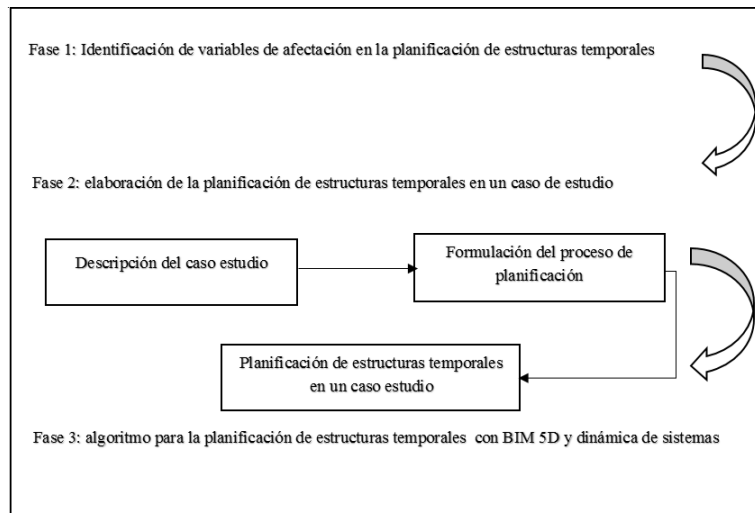 Fase 1: Identificación de variables de afectación en la planificación de estructuras temporales
Fase 2: elaboración de la planificación de estructuras temporales en un caso de estudio
Descripción del caso estudio
Formulación del proceso de
planificación
Planificación de estructuras temporales
en un caso estudio
Fase 3: algoritmo para la planificación de estructuras temporales con BIM 5D y dinámica de sistemas